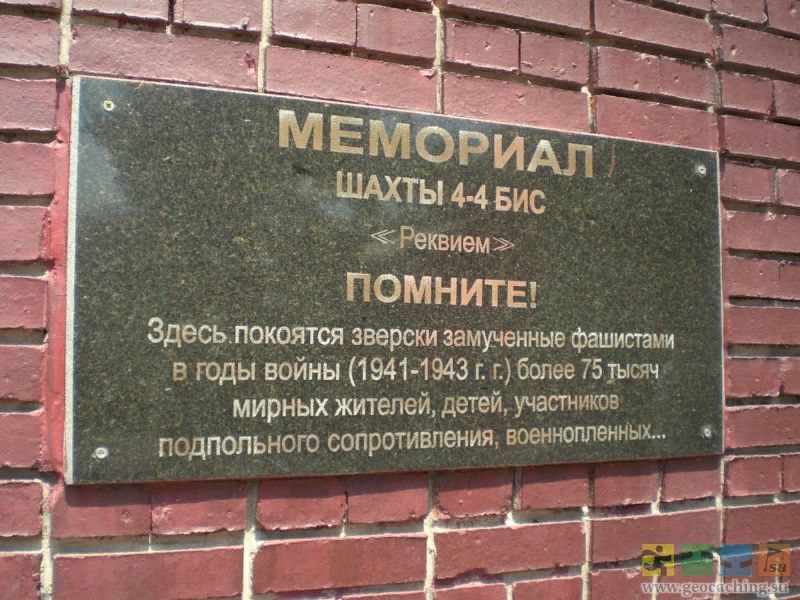 МЕМОРИАЛ
ШАХТЫ 4-4 БИС
≪Реквием≫
ПОМНИТЕ!
Здесь покоятся зверски замученные фашистами
в годы войны (1941-1943 г. г.) более 75 тысяч
мирных жителей, детей, участников
подпольного сопротивления, военнопленных...
su
www.geocaching.su